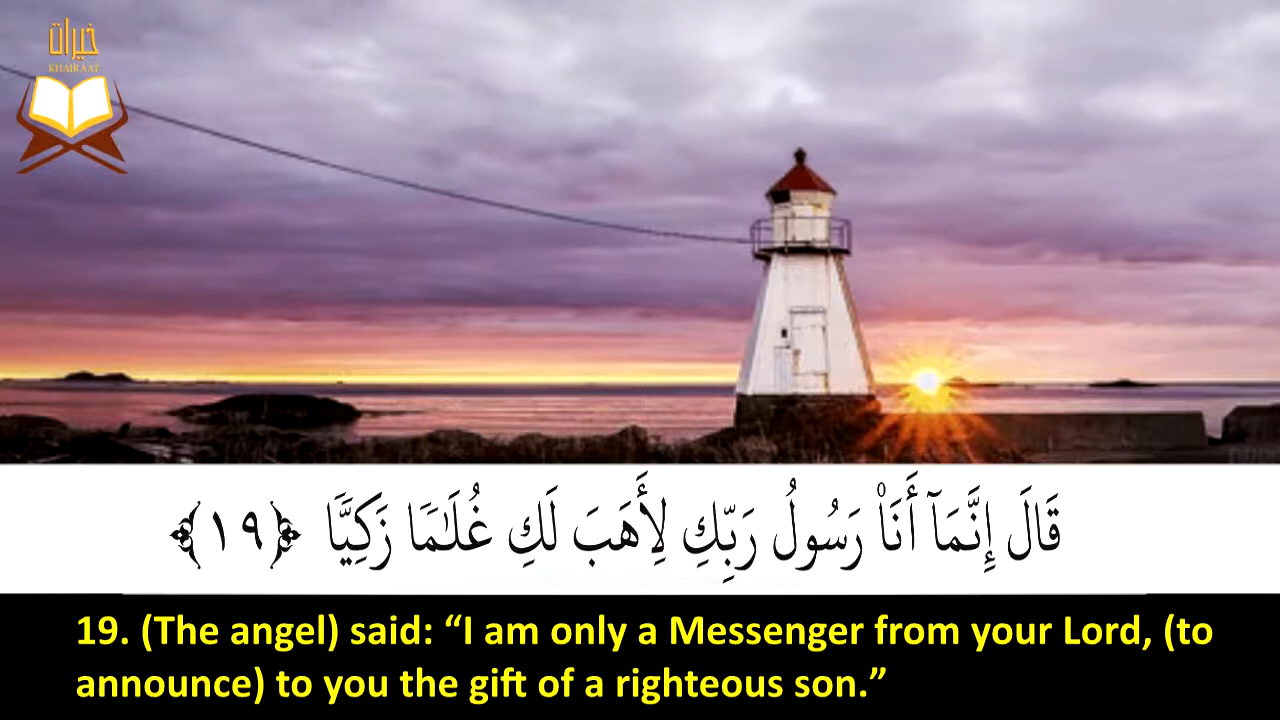 خيرات
KHAIRAAT
قَالَ إِنَّمَآ أَنَا۠ رَسُولُ رَبِّكِ لِأَهَبَ لَكِ غُلَـٰمًا زَكِيًّا ﴿١٩﴾
19. (The angel) said: “I am only a Messenger from your Lord, (to
announce) to you the gift of a righteous son.”